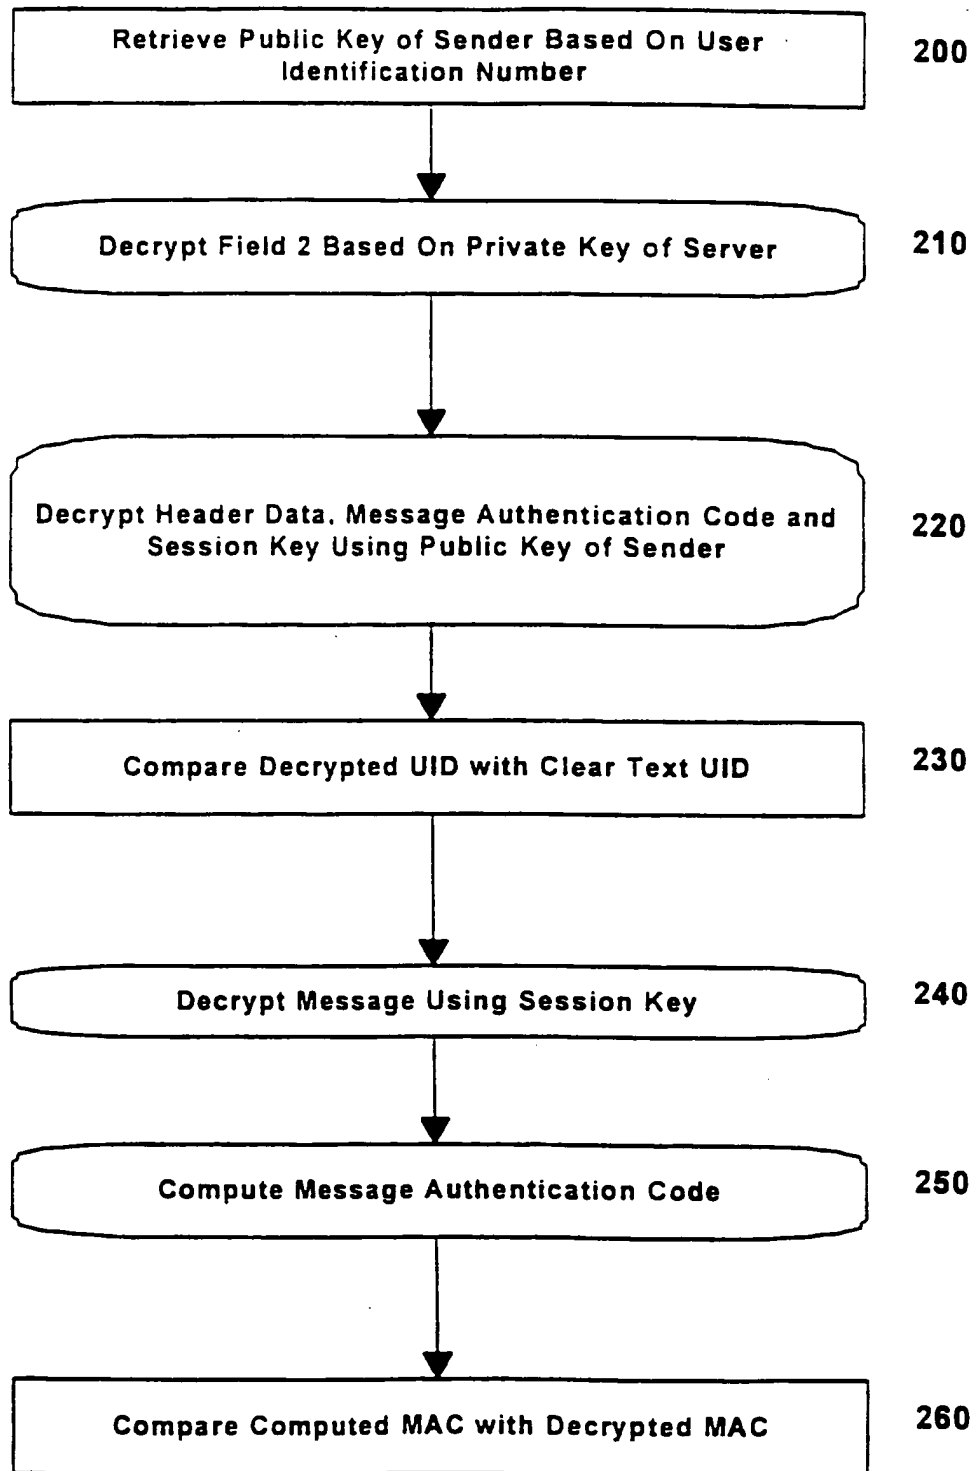 Retrieve Public Key of Sender Based On User
Identification Number
200
Decrypt Field 2 Based On Private Key of Server
210
Decrypt Header Data, Message Authentication Code and
Session Key Using Public Key of Sender
220
Compare Decrypted UID with Clear Text UID
230
Decrypt Message Using Session Key
240
Compute Message Authentication Code
250
Compare Computed MAC with Decrypted MAC
260